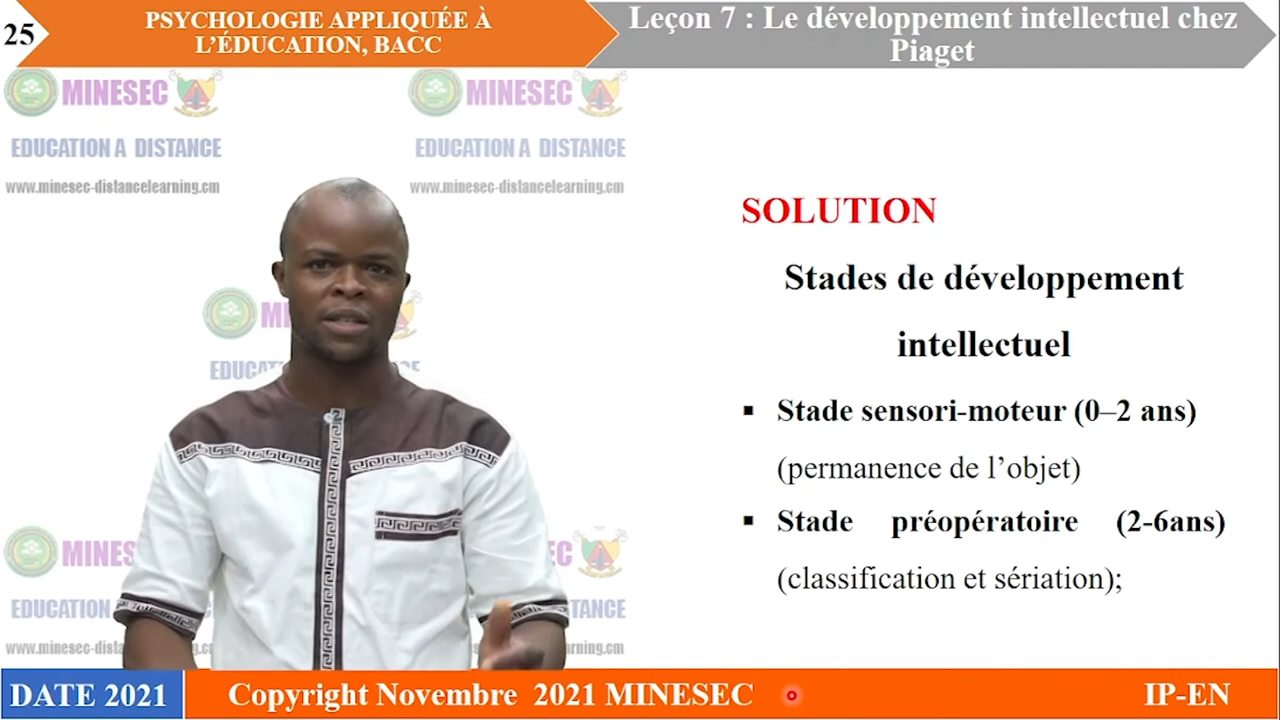 25
PSYCHOLOGIE APPLIQUÉE À
L’ÉDUCATION, BACC
Leçon 7 : Le développement intellectuel chez
Piaget
MINESEC
MINESEC
EDUCATION A DISTANCE
EDUCATION A DISTANCE
www.minesec-distancelearning.cm
www.minesec-distancelearning.cm
SOLUTION
Stades de développement
intellectuel
▪ Stade sensori-moteur (0–2 ans)
(permanence de l’objet)
▪ Stade préopératoire (2-6ans)
(classification et sériation);
DATE 2021
Copyright Novembre 2021 MINESEC
IP-EN